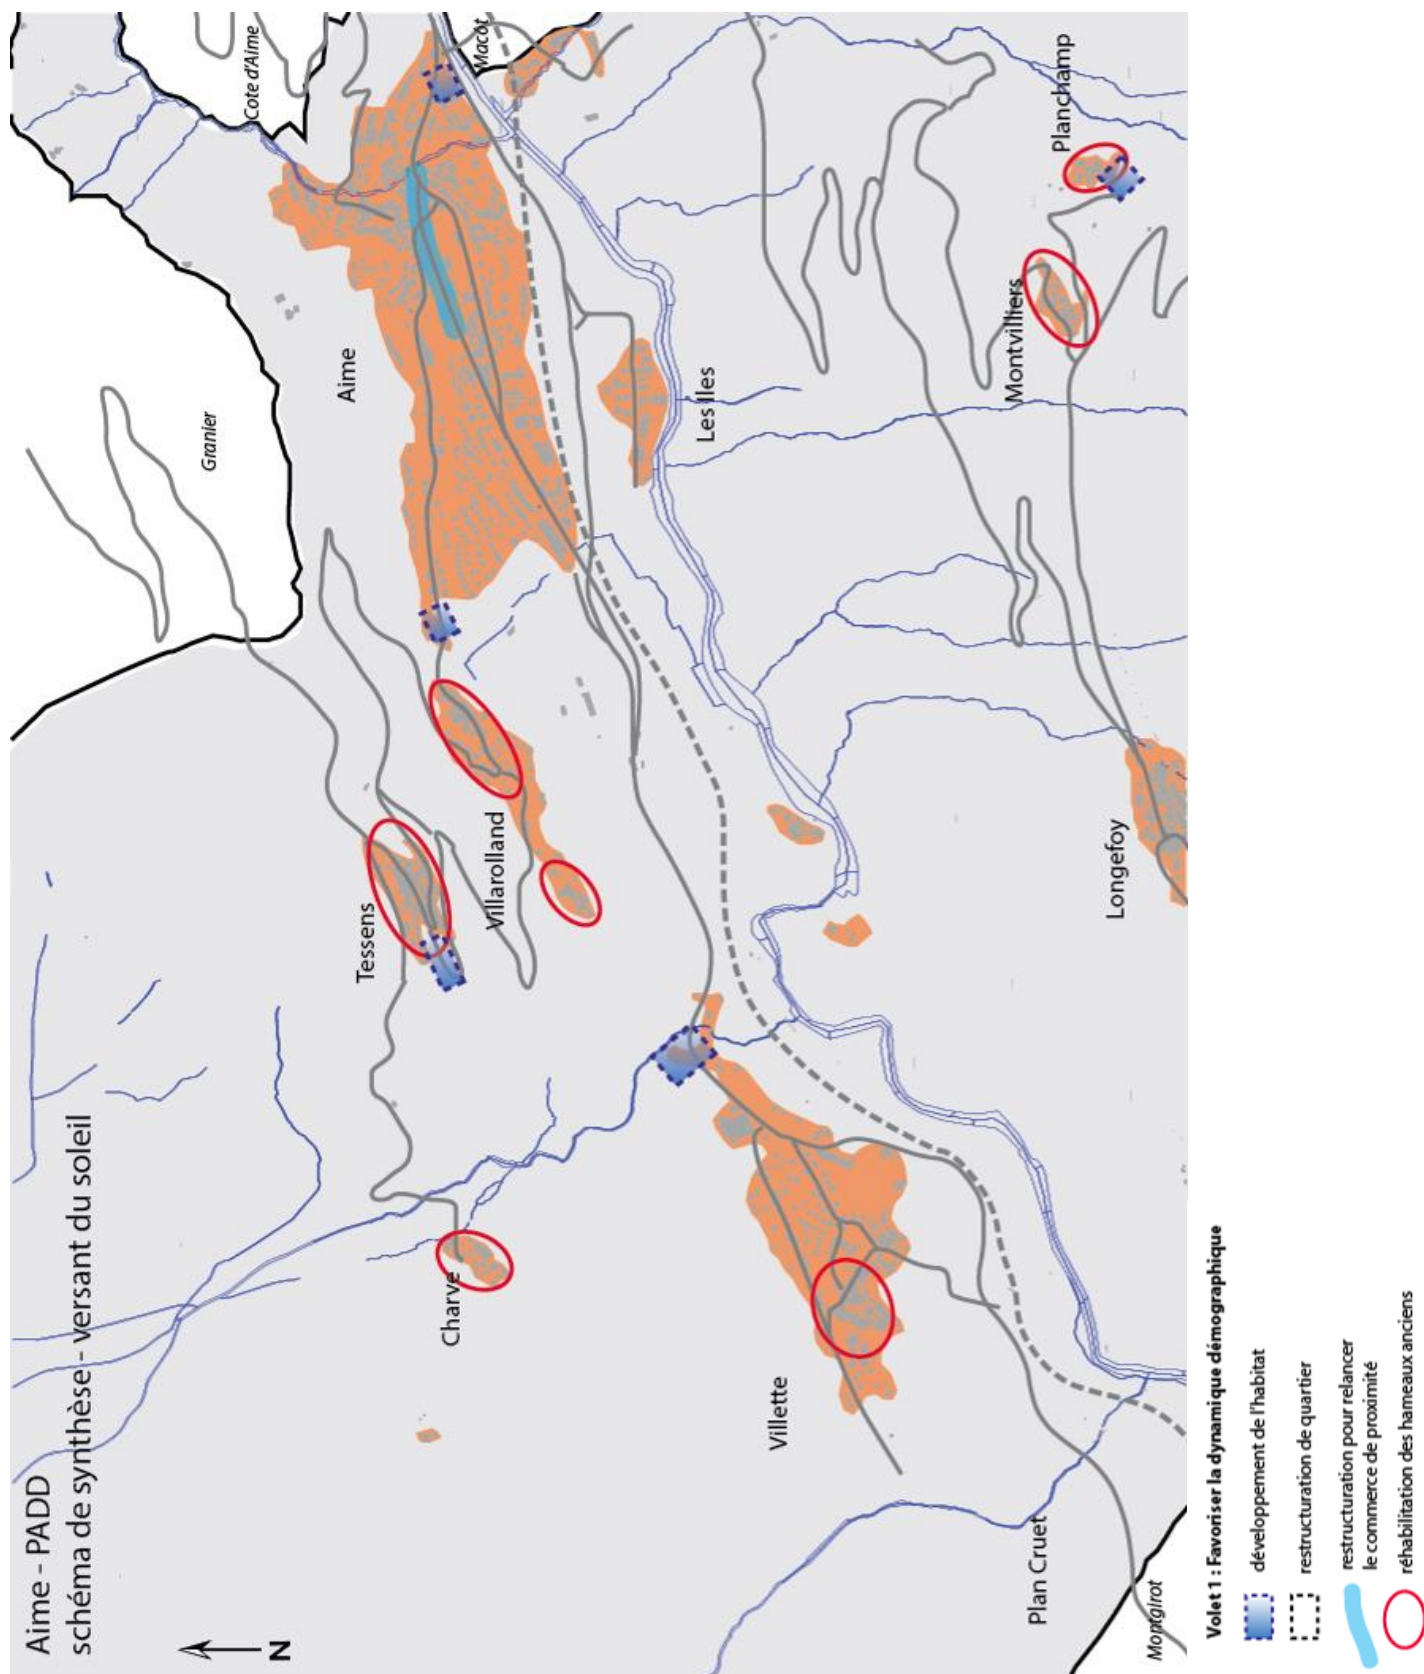 Aime - PADD
schéma de synthèse - versant du soleil
N
Granier
Cote d'Aime
Macôt
Aime
Tessens
Villarolland
Charve
Les Iles
Villette
Planchamp
Montvilliers
Longefoy
Plan Cruet
Montgirot
Volet 1 : Favoriser la dynamique démographique
développement de l'habitat
restructuration de quartier
restructuration pour relancer
le commerce de proximité
réhabilitation des hameaux anciens